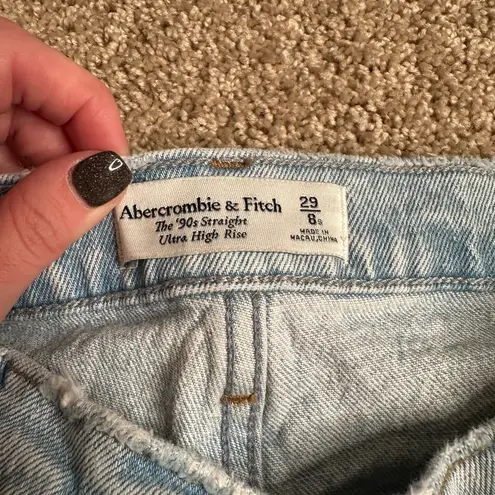 Abercrombie & Fitch
The '90s Straight
Ultra High Rise
29
8s
MADE IN
MACAU,CHINA